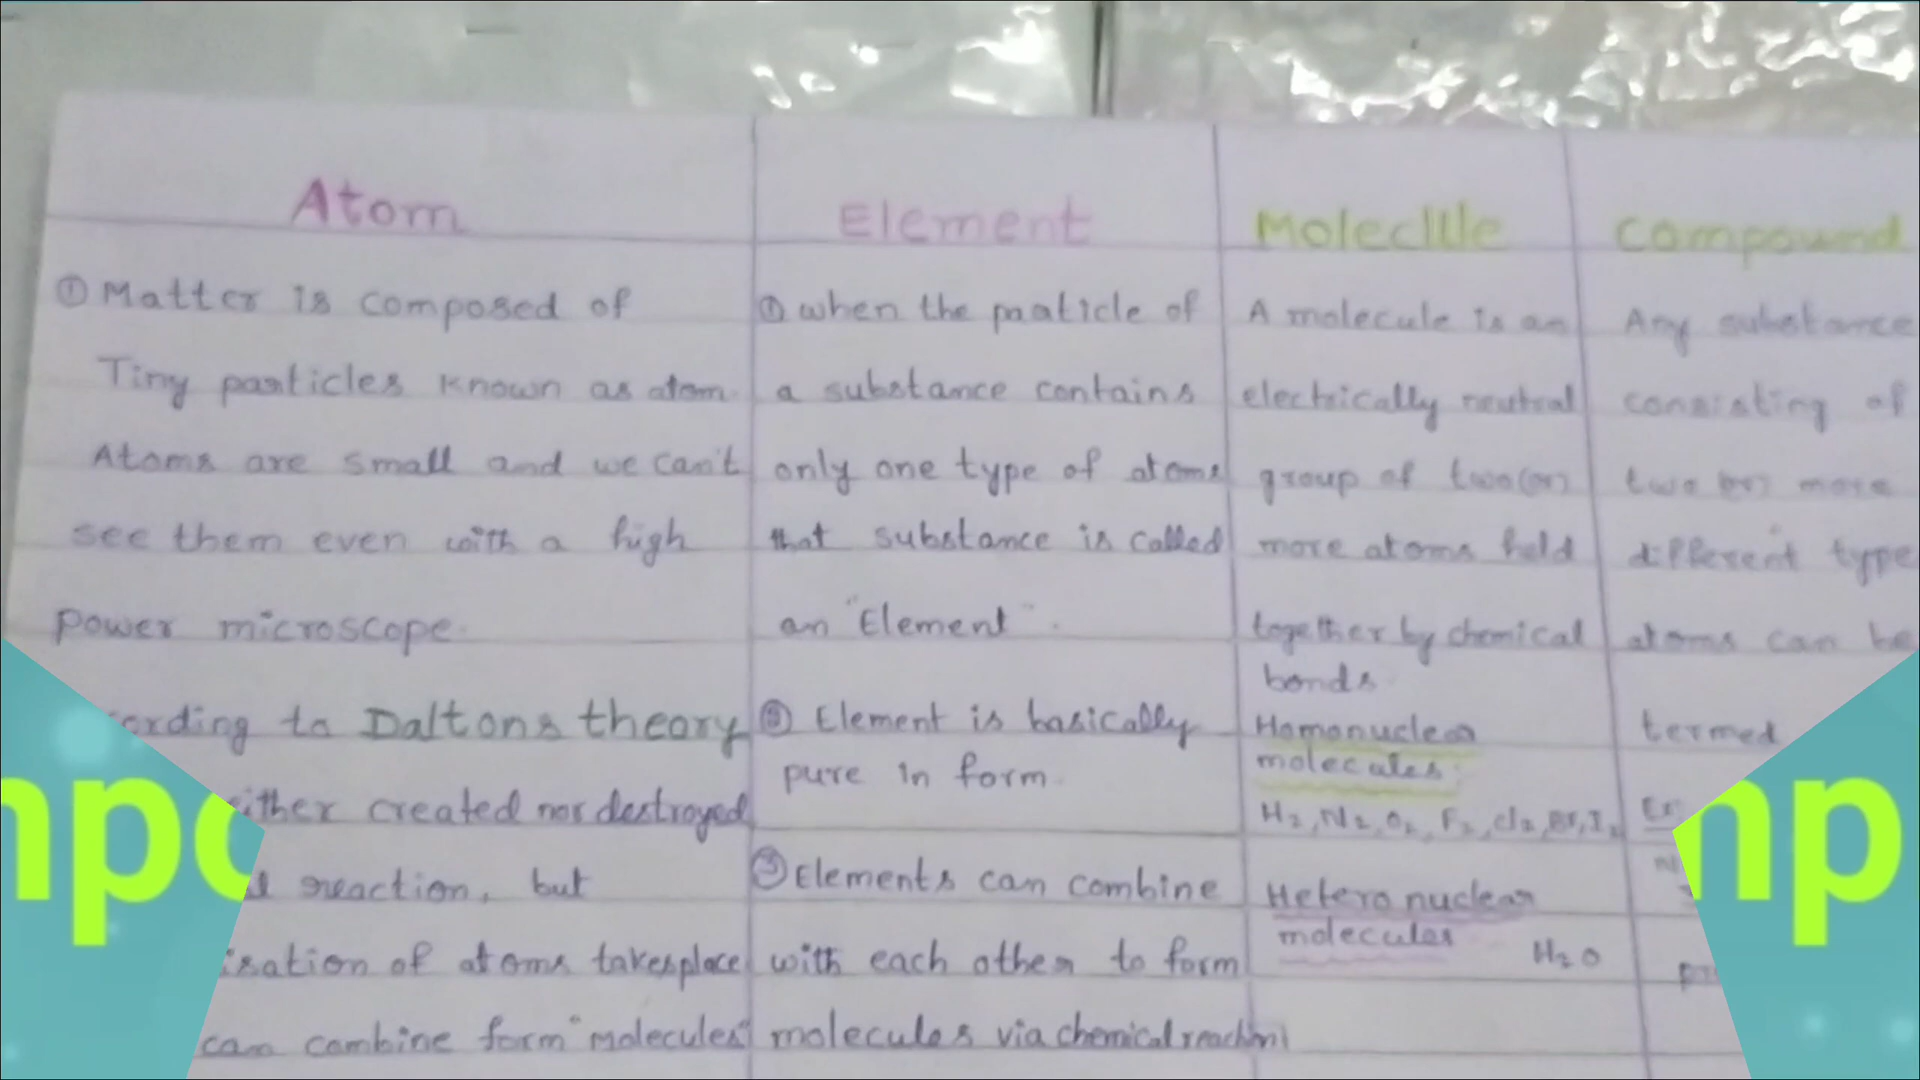 Atom
① Matter is composed of
Tiny particles known as atom.
Atoms are small and we can't
see them even with a high
power microscope.
to Daltons theory
created nor destroyed
reaction, but
of atoms takesplace
can combine form "molecules"
Element
① when the paaticle of
a substance contains
only one type of atoms
that substance is called
an "Element".
② Element is basically
pure in form.
③ Elements can combine
with each other to form
molecules via chemical reaction
Molecule
A molecule is an
electrically neutral
group of two(or)
more atoms held
together by chemical
bonds
Homonuclear
molecules:
H₂, N₂, O₂, F₂, Cl₂, Br, I₂
Hetero nuclear
molecules
H₂O
Compound
Any substance
consisting of
two (or) more
different type
atoms can be
termed
Ex
np
np